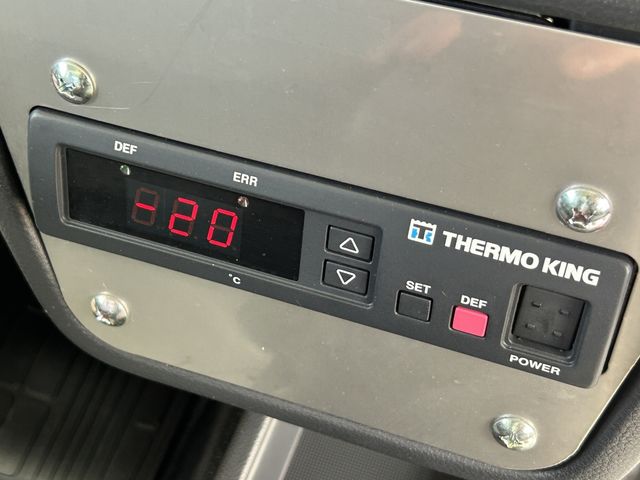 DEF
ERR
-20
°C
THERMO KING
SET
DEF
POWER